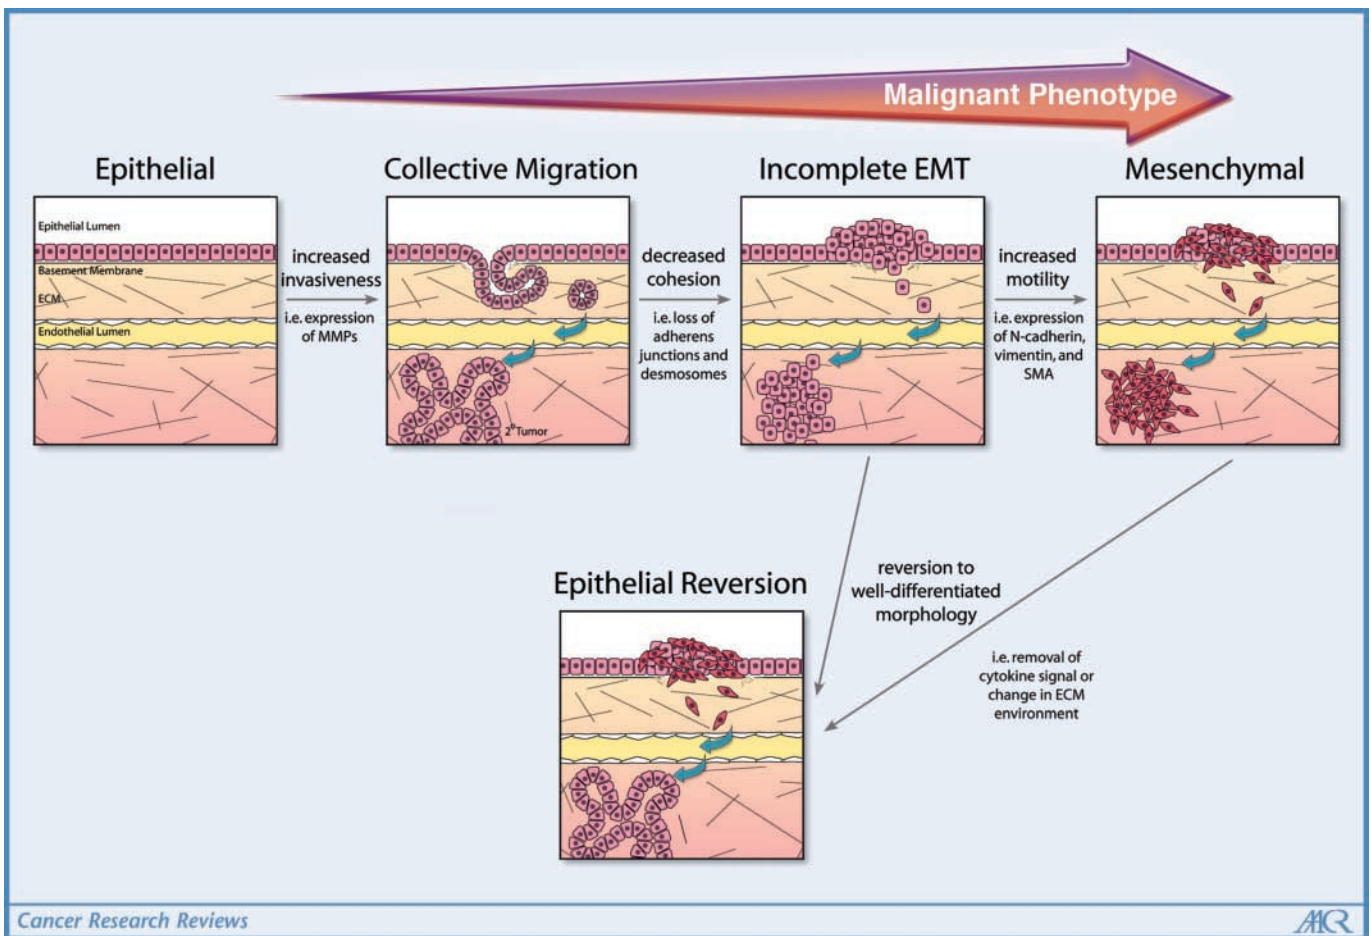 Malignant Phenotype
Epithelial
Collective Migration
Incomplete EMT
Mesenchymal
Epithelial Lumen
Basement Membrane
ECM
Endothelial Lumen
increased
invasiveness
i.e. expression
of MMPs
2° Tumor
decreased
cohesion
i.e. loss of
adherens
junctions and
desmosomes
increased
motility
i.e. expression
of N-cadherin,
vimentin, and
SMA
Epithelial Reversion
reversion to
well-differentiated
morphology
i.e. removal of
cytokine signal or
change in ECM
environment
Cancer Research Reviews
AACR